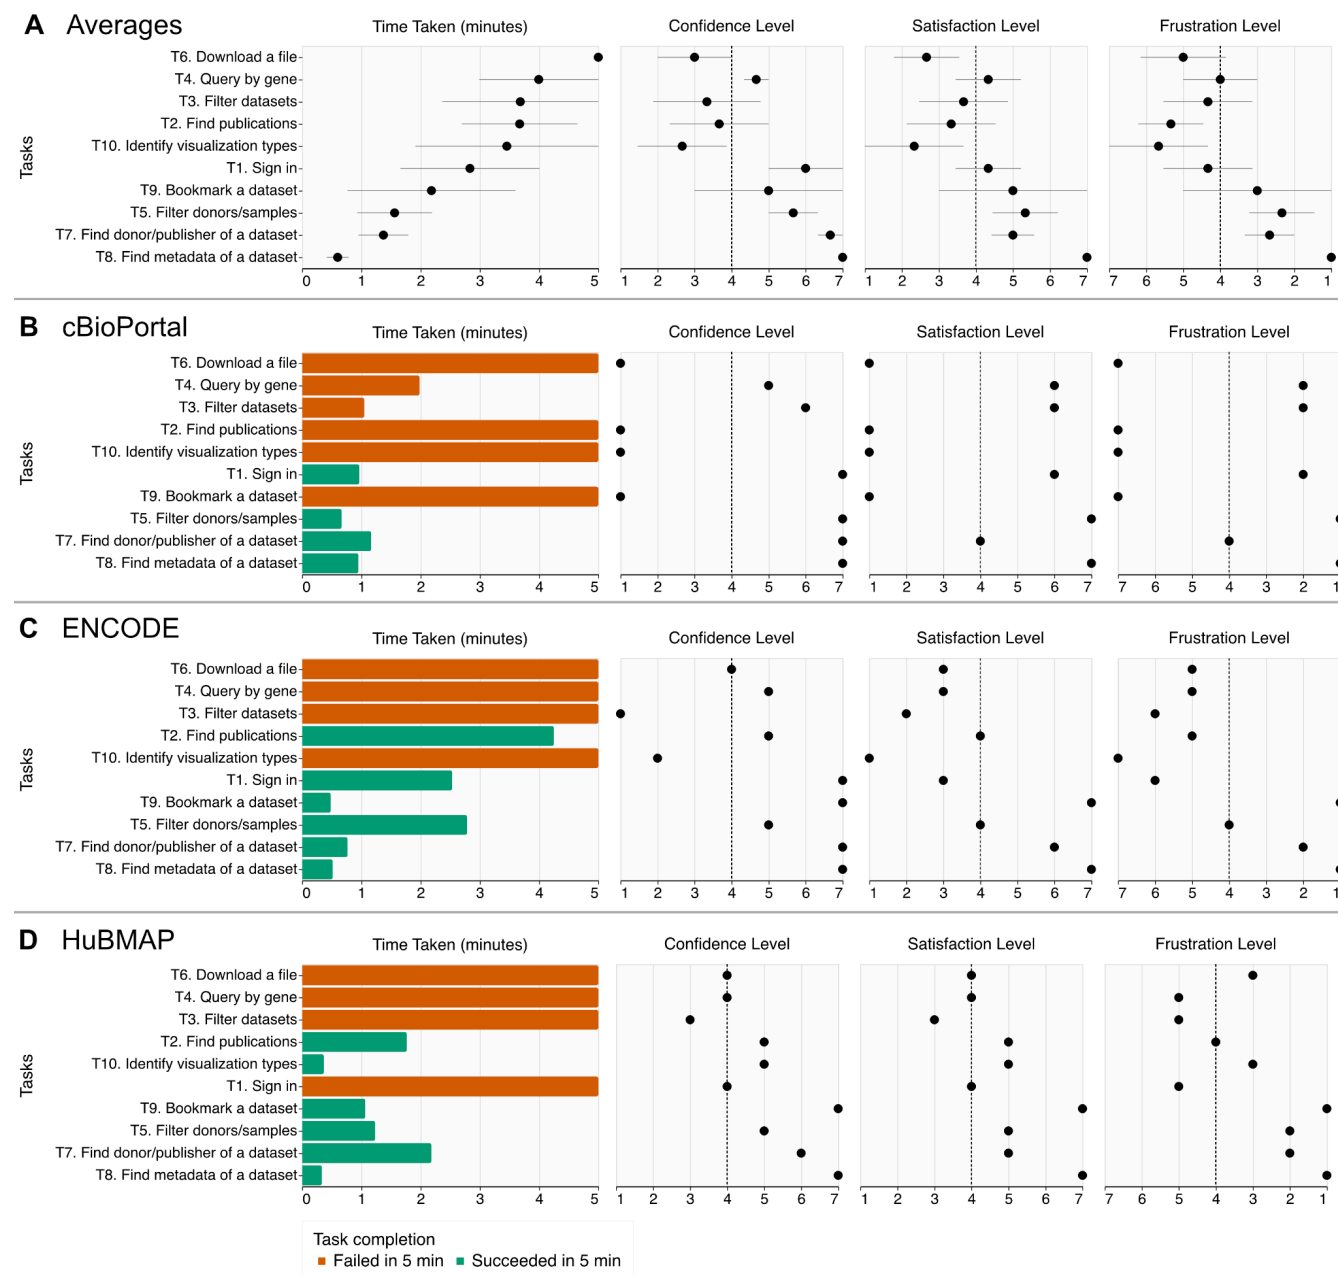 A Averages
Time Taken (minutes) Confidence Level Satisfaction Level Frustration Level
Tasks
T6. Download a file
T4. Query by gene
T3. Filter datasets
T2. Find publications
T10. Identify visualization types
T1. Sign in
T9. Bookmark a dataset
T5. Filter donors/samples
T7. Find donor/publisher of a dataset
T8. Find metadata of a dataset
0 1 2 3 4 5 1 2 3 4 5 6 7 1 2 3 4 5 6 7 7 6 5 4 3 2 1
B cBioPortal
Time Taken (minutes) Confidence Level Satisfaction Level Frustration Level
Tasks
T6. Download a file
T4. Query by gene
T3. Filter datasets
T2. Find publications
T10. Identify visualization types
T1. Sign in
T9. Bookmark a dataset
T5. Filter donors/samples
T7. Find donor/publisher of a dataset
T8. Find metadata of a dataset
0 1 2 3 4 5 1 2 3 4 5 6 7 1 2 3 4 5 6 7 7 6 5 4 3 2 1
C ENCODE
Time Taken (minutes) Confidence Level Satisfaction Level Frustration Level
Tasks
T6. Download a file
T4. Query by gene
T3. Filter datasets
T2. Find publications
T10. Identify visualization types
T1. Sign in
T9. Bookmark a dataset
T5. Filter donors/samples
T7. Find donor/publisher of a dataset
T8. Find metadata of a dataset
0 1 2 3 4 5 1 2 3 4 5 6 7 1 2 3 4 5 6 7 7 6 5 4 3 2 1
D HuBMAP
Time Taken (minutes) Confidence Level Satisfaction Level Frustration Level
Tasks
T6. Download a file
T4. Query by gene
T3. Filter datasets
T2. Find publications
T10. Identify visualization types
T1. Sign in
T9. Bookmark a dataset
T5. Filter donors/samples
T7. Find donor/publisher of a dataset
T8. Find metadata of a dataset
0 1 2 3 4 5 1 2 3 4 5 6 7 1 2 3 4 5 6 7 7 6 5 4 3 2 1
Task completion
Failed in 5 min Succeeded in 5 min